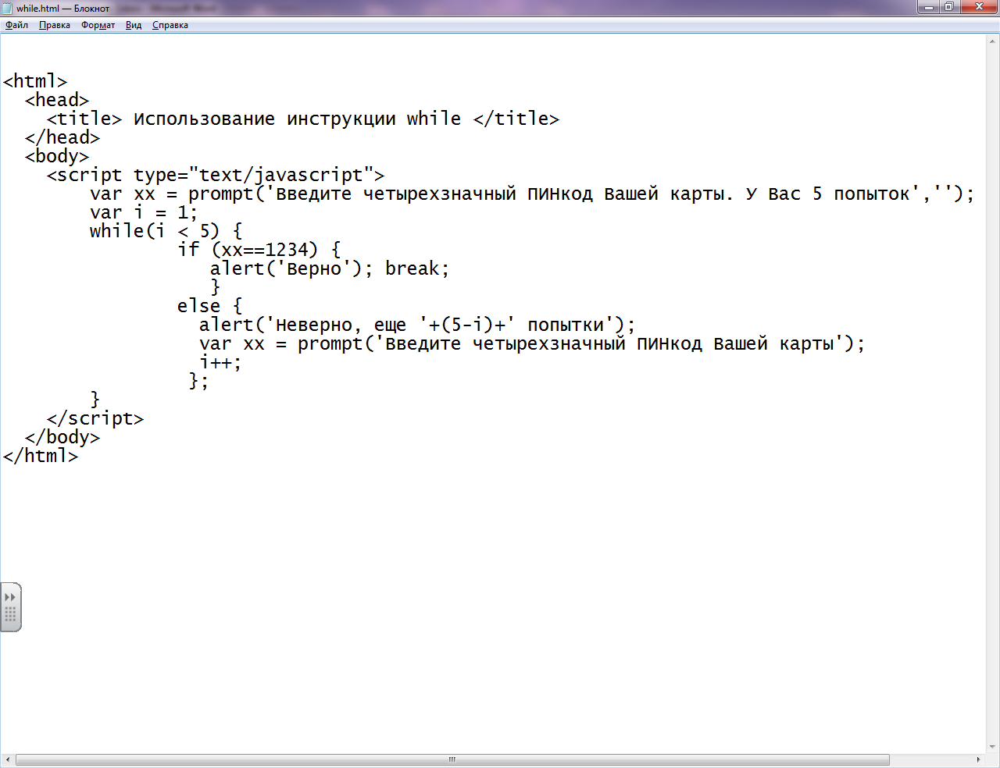 while.html — Блокнот
Файл Правка Формат Вид Справка
<html>
  <head>
    <title> Использование инструкции while </title>
  </head>
  <body>
    <script type="text/javascript">
        var xx = prompt('Введите четырехзначный ПИНкод Вашей карты. У Вас 5 попыток','');
        var i = 1;
        while(i < 5) {
                if (xx==1234) {
                   alert('Верно'); break;
                   }
                else {
                  alert('Неверно, еще '+(5-i)+' попытки');
                  var xx = prompt('Введите четырехзначный ПИНкод Вашей карты');
                  i++;
                 };
        }
    </script>
  </body>
</html>